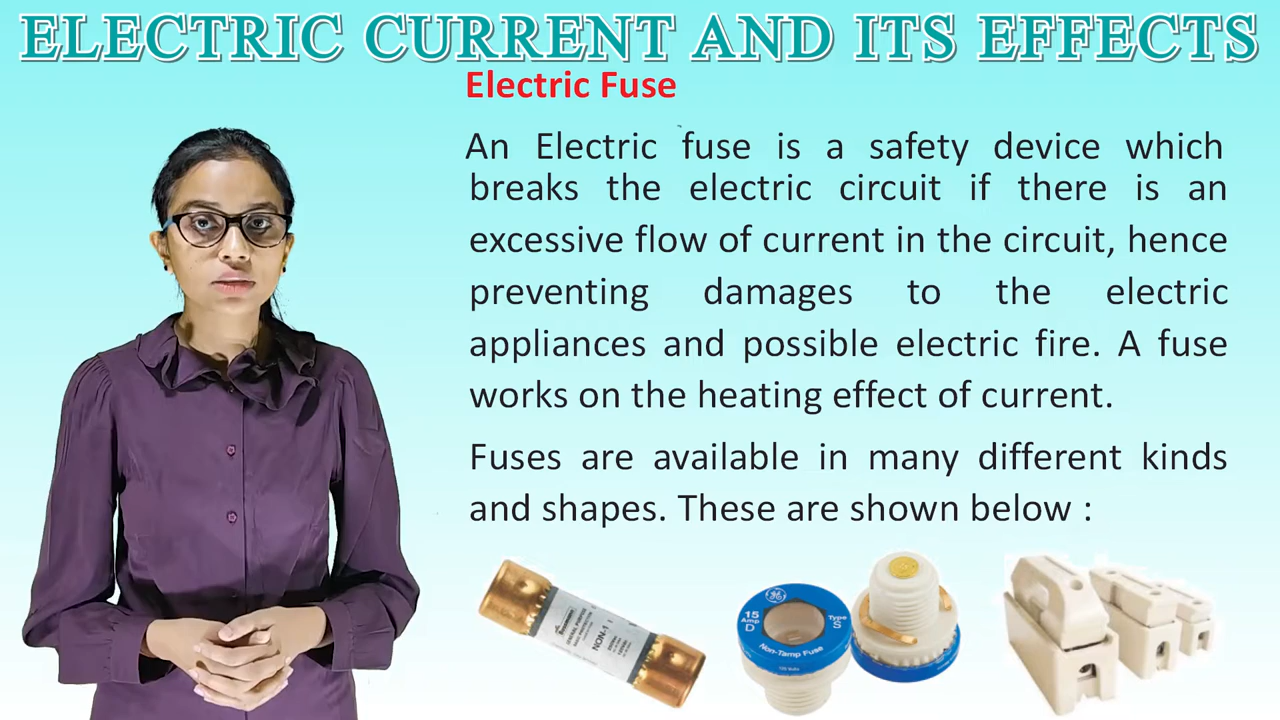 ELECTRIC CURRENT AND ITS EFFECTS
Electric Fuse
An Electric fuse is a safety device which
breaks the electric circuit if there is an
excessive flow of current in the circuit, hence
preventing damages to the electric
appliances and possible electric fire. A fuse
works on the heating effect of current.
Fuses are available in many different kinds
and shapes. These are shown below :
GENERAL PURPOSE
NON-1
15
Amp
D
Type
S
Non-Tamp Fuse